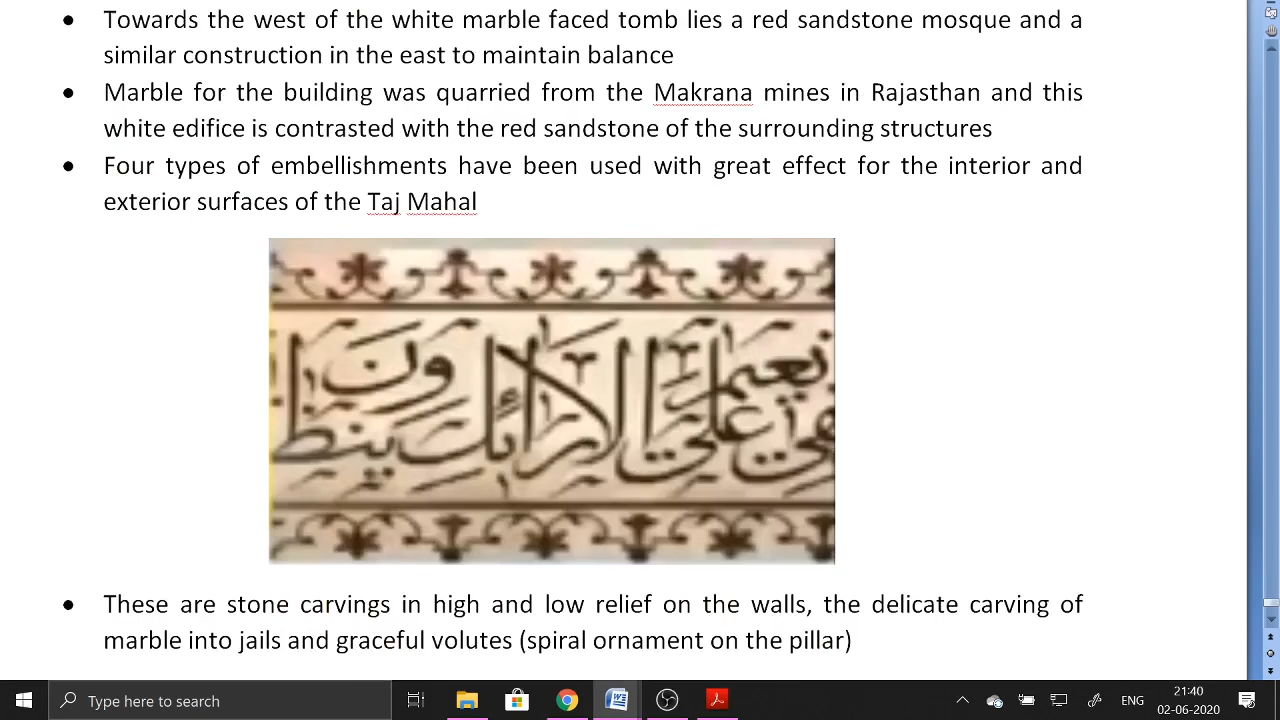 • Towards the west of the white marble faced tomb lies a red sandstone mosque and a
similar construction in the east to maintain balance
• Marble for the building was quarried from the Makrana mines in Rajasthan and this
white edifice is contrasted with the red sandstone of the surrounding structures
• Four types of embellishments have been used with great effect for the interior and
exterior surfaces of the Taj Mahal
نعيم
في على الارائك ينظرون
• These are stone carvings in high and low relief on the walls, the delicate carving of
marble into jails and graceful volutes (spiral ornament on the pillar)
Type here to search
ENG
21:40
02-06-2020